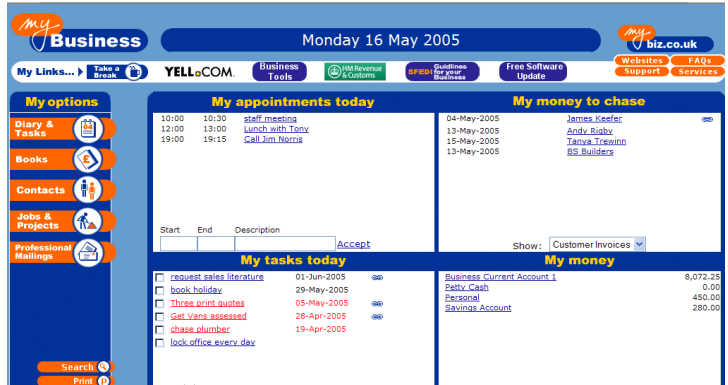 my
Business
Monday 16 May 2005
my
biz.co.uk
My Links... Take a Break
YELL.COM.
Business Tools
HM Revenue & Customs
SFEDI Guidlines for your Business
Free Software Update
Websites FAQs
Support Services
My options
Diary & Tasks
04
Books
£
Contacts
Jobs & Projects
Professional Mailings
Search
Print P
My appointments today
10:00 10:30 staff meeting
12:00 13:00 Lunch with Tony
19:00 19:15 Call Jim Norris
Start End Description
Accept
My money to chase
04-May-2005 James Keefer
13-May-2005 Andy Rigby
15-May-2005 Tanya Trewinn
13-May-2005 BS Builders
Show: Customer Invoices
My tasks today
request sales literature 01-Jun-2005
book holiday 29-May-2005
Three print quotes 05-May-2005
Get Vans assessed 28-Apr-2005
chase plumber 19-Apr-2005
lock office every day
My money
Business Current Account 1 8,072.25
Petty Cash 0.00
Personal 450.00
Savings Account 280.00